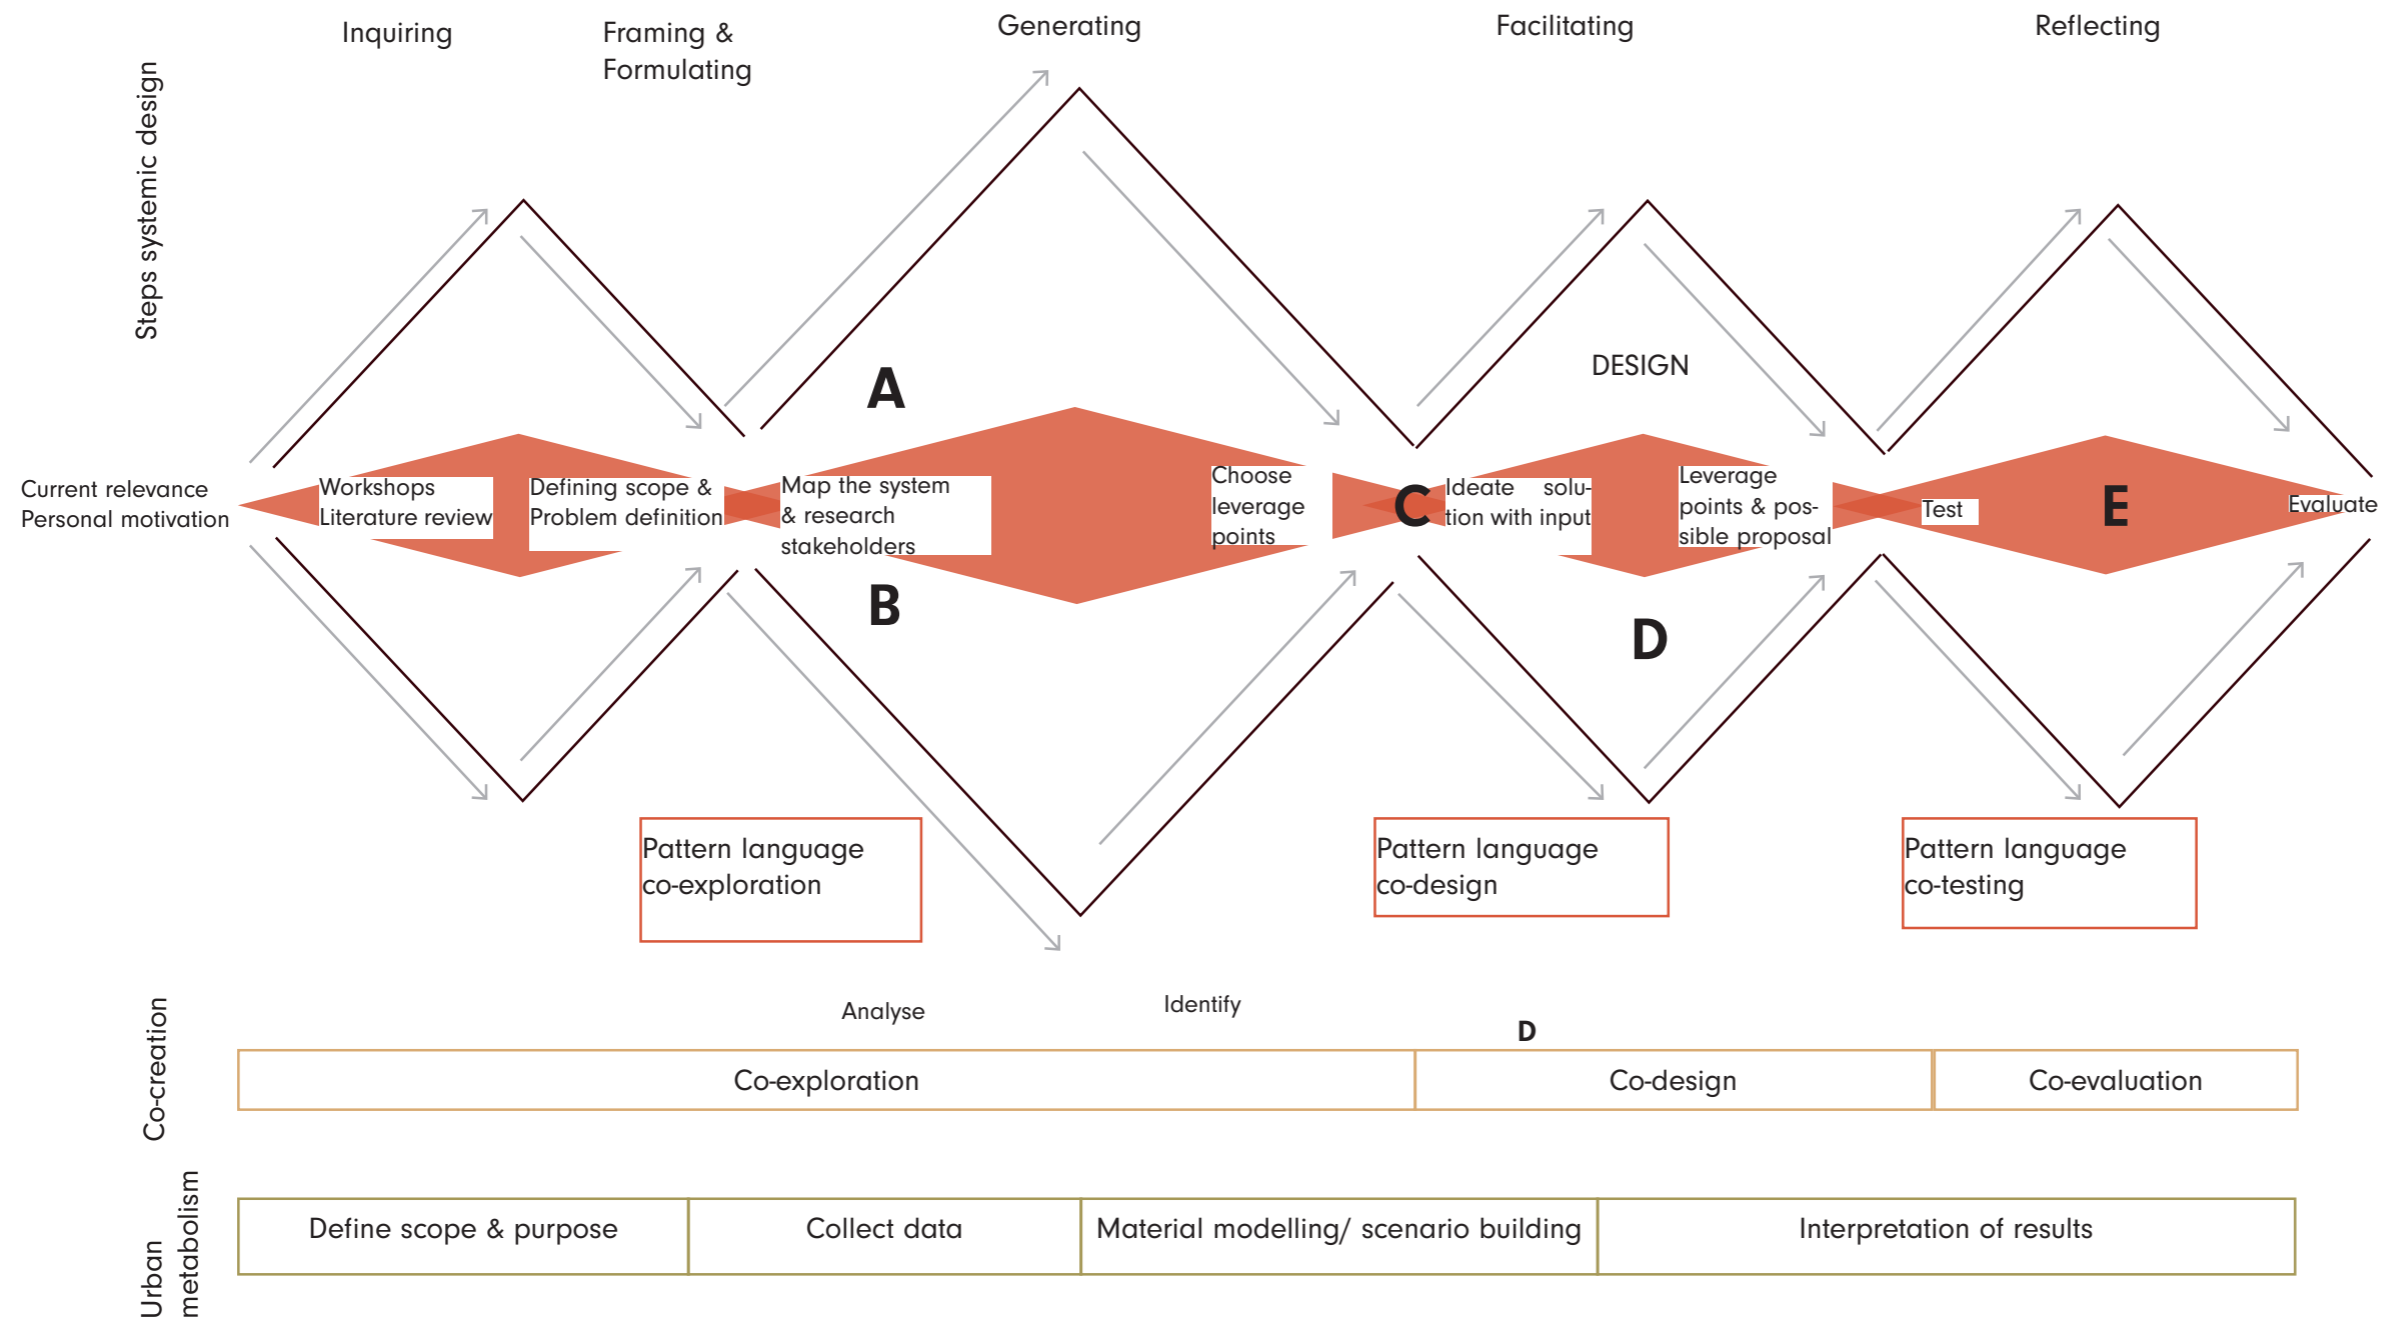 Inquiring
Framing &
Formulating
Generating
Facilitating
Reflecting
Steps systemic design
DESIGN
A
Current relevance
Personal motivation
Workshops
Literature review
Defining scope &
Problem definition
Map the system
& research
stakeholders
Choose
leverage
points
C
Ideate solu-
tion with input
Leverage
points & pos-
sible proposal
Test
E
Evaluate
B
D
Pattern language
co-exploration
Pattern language
co-design
Pattern language
co-testing
Analyse
Identify
D
Co-creation
Co-exploration
Co-design
Co-evaluation
Urban
metabolism
Define scope & purpose
Collect data
Material modelling/ scenario building
Interpretation of results